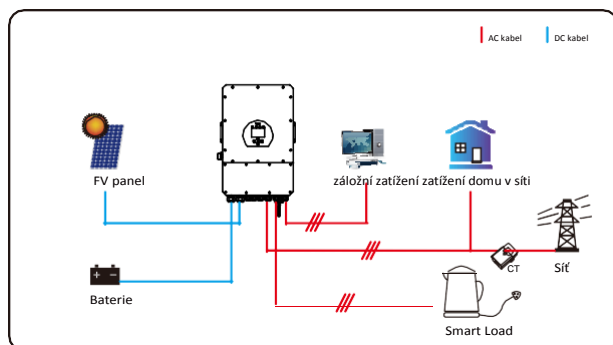 AC kabel
DC kabel
FV panel
záložní zatížení zatížení domu v síti
CT
Síť
Baterie
Smart Load